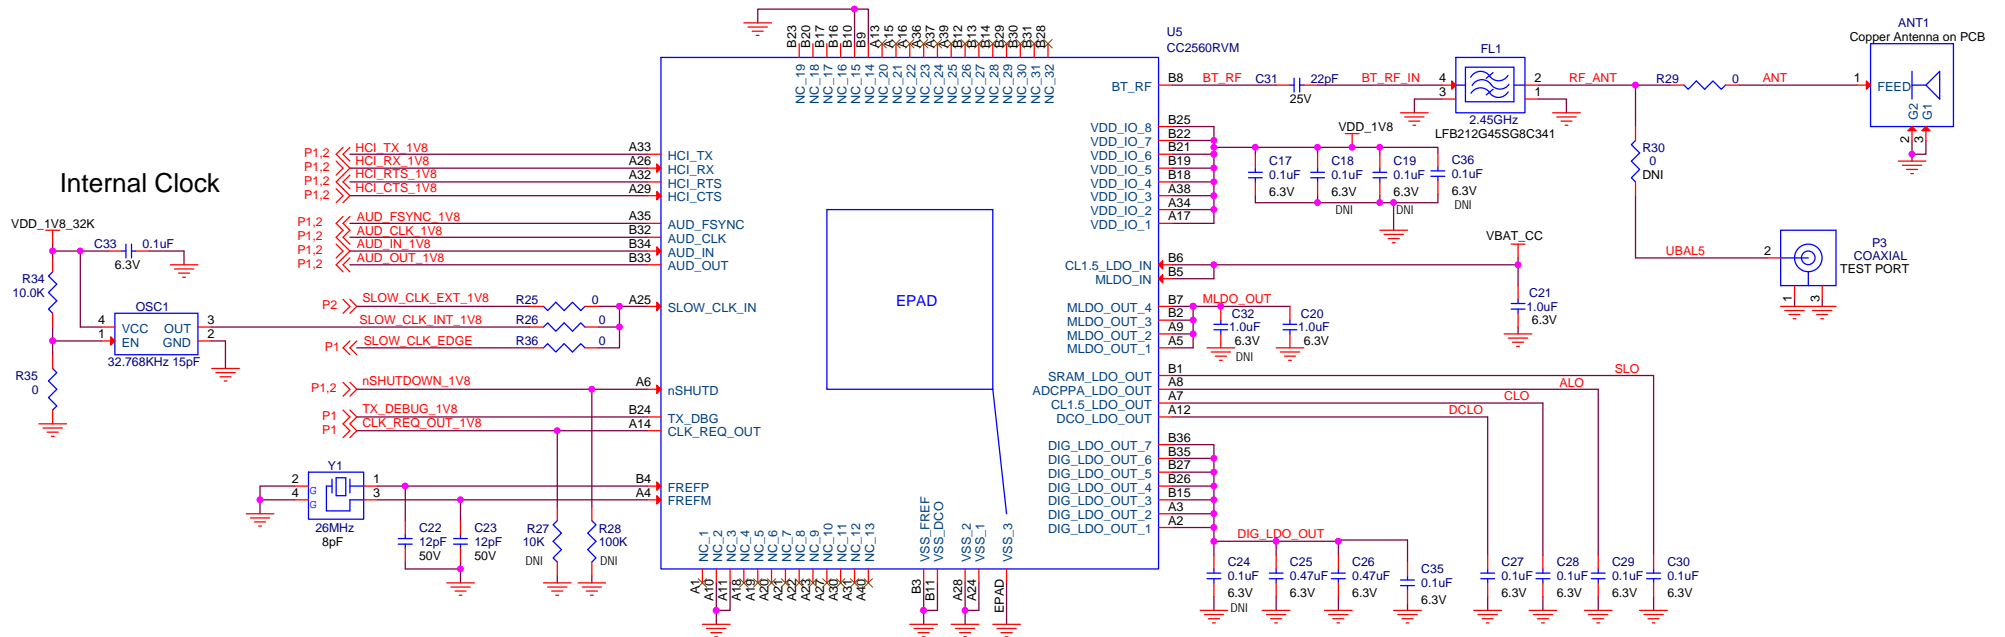 Internal Clock
VDD_1V8_32K
C33 0.1uF
6.3V
R34
10.0K
OSC1
4 VCC OUT 3
1 EN GND 2
32.768KHz 15pF
R35
0
P1,2 HCI_TX_1V8 A33 HCI_TX
P1,2 HCI_RX_1V8 A26 HCI_RX
P1,2 HCI_RTS_1V8 A32 HCI_RTS
P1,2 HCI_CTS_1V8 A29 HCI_CTS
P1,2 AUD_FSYNC_1V8 A35 AUD_FSYNC
P1,2 AUD_CLK_1V8 B32 AUD_CLK
P1,2 AUD_IN_1V8 B34 AUD_IN
P1,2 AUD_OUT_1V8 B33 AUD_OUT
P2 SLOW_CLK_EXT_1V8 R25 0 A25 SLOW_CLK_IN
SLOW_CLK_INT_1V8 R26 0
P1 SLOW_CLK_EDGE R36 0
P1,2 nSHUTDOWN_1V8 A6 nSHUTD
P1 TX_DEBUG_1V8 B24 TX_DBG
P1 CLK_REQ_OUT_1V8 A14 CLK_REQ_OUT
Y1
2 G 1 B4 FREFP
4 G 3 A4 FREFM
26MHz
8pF
C22
12pF
50V
C23
12pF
50V
R27
10K
DNI
R28
100K
DNI
B23 B20 B17 B16 B10 B9 A13 A15 A16 A36 A37 A39 B12 B13 B14 B29 B30 B31 B28
NC_19 NC_18 NC_17 NC_16 NC_15 NC_14 NC_20 NC_21 NC_22 NC_23 NC_24 NC_25 NC_26 NC_27 NC_28 NC_29 NC_30 NC_31 NC_32
EPAD
NC_1 NC_2 NC_3 NC_4 NC_5 NC_6 NC_7 NC_8 NC_9 NC_10 NC_11 NC_12 NC_13
A1 A10 A11 A18 A19 A20 A21 A22 A23 A27 A30 A31 A40
VSS_FREF VSS_DCO VSS_2 VSS_1 VSS_3
B3 B11 A28 A24 EPAD
U5
CC2560RVM
BT_RF B8 BT_RF C31 22pF BT_RF_IN
25V
FL1
4 2
3 1
2.45GHz
LFB212G45SG8C341
RF_ANT R29 0 ANT 1
ANT1
Copper Antenna on PCB
FEED
G2 G1
2 3
R30
0
DNI
UBAL5 2
P3
COAXIAL
TEST PORT
1 3
VDD_IO_8 B25
VDD_IO_7 B22
VDD_IO_6 B21
VDD_IO_5 B19
VDD_IO_4 B18
VDD_IO_3 A38
VDD_IO_2 A34
VDD_IO_1 A17
VDD_1V8
C17
0.1uF
6.3V
C18
0.1uF
6.3V
DNI
C19
0.1uF
6.3V
DNI
C36
0.1uF
6.3V
DNI
VBAT_CC
CL1.5_LDO_IN B6
MLDO_IN B5
C21
1.0uF
6.3V
MLDO_OUT_4 B7 MLDO_OUT
MLDO_OUT_3 B2
MLDO_OUT_2 A9
MLDO_OUT_1 A5
C32
1.0uF
6.3V
DNI
C20
1.0uF
6.3V
SRAM_LDO_OUT B1 SLO
ADCPPA_LDO_OUT A8 ALO
CL1.5_LDO_OUT A7 CLO
DCO_LDO_OUT A12 DCLO
DIG_LDO_OUT_7 B36
DIG_LDO_OUT_6 B35
DIG_LDO_OUT_5 B27
DIG_LDO_OUT_4 B26
DIG_LDO_OUT_3 B15
DIG_LDO_OUT_2 A3
DIG_LDO_OUT_1 A2
DIG_LDO_OUT
C24
0.1uF
6.3V
DNI
C25
0.47uF
6.3V
C26
0.47uF
6.3V
C35
0.1uF
6.3V
C27
0.1uF
6.3V
C28
0.1uF
6.3V
C29
0.1uF
6.3V
C30
0.1uF
6.3V